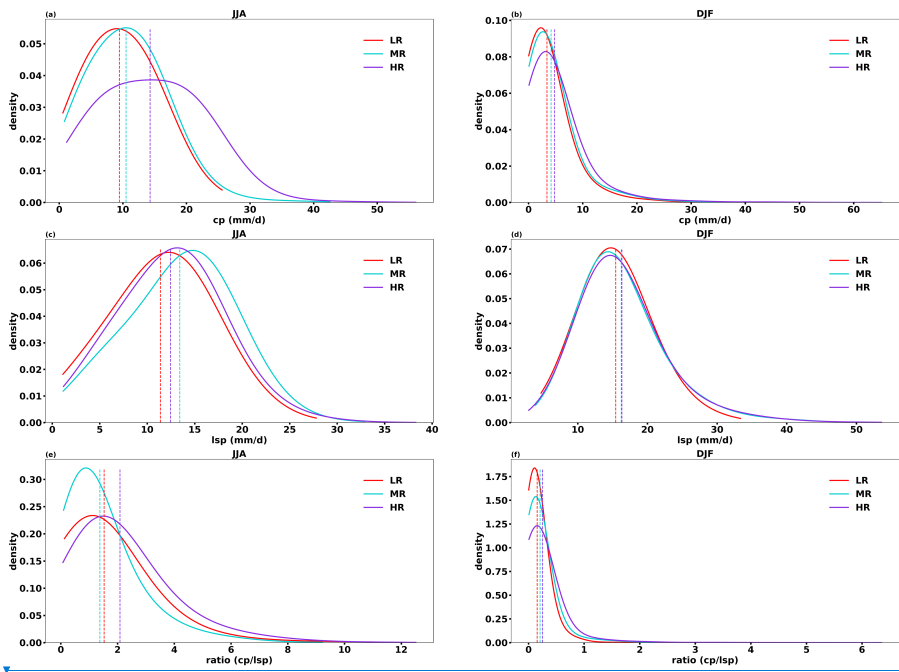 (a) JJA
LR
MR
HR
density
0.05
0.04
0.03
0.02
0.01
0.00
0 10 20 30 40 50
cp (mm/d)
(b) DJF
LR
MR
HR
density
0.10
0.08
0.06
0.04
0.02
0.00
0 10 20 30 40 50 60
cp (mm/d)
(c) JJA
LR
MR
HR
density
0.06
0.05
0.04
0.03
0.02
0.01
0.00
5 10 15 20 25 30 35 40
lsp (mm/d)
(d) DJF
LR
MR
HR
density
0.07
0.06
0.05
0.04
0.03
0.02
0.01
0.00
10 20 30 40 50
lsp (mm/d)
(e) JJA
LR
MR
HR
density
0.30
0.25
0.20
0.15
0.10
0.05
0.00
0 2 4 6 8 10 12
ratio (cp/lsp)
(f) DJF
LR
MR
HR
density
1.75
1.50
1.25
1.00
0.75
0.50
0.25
0.00
0 1 2 3 4 5 6
ratio (cp/lsp)